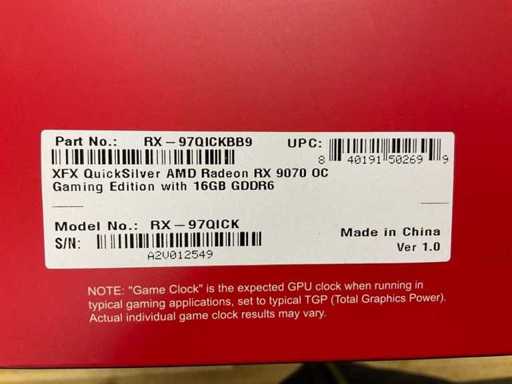 Part No.: RX-97QICKBB9 UPC:
8 40191 50269 9
XFX QuickSilver AMD Radeon RX 9070 OC
Gaming Edition with 16GB GDDR6
Model No.: RX-97QICK Made in China
S/N: Ver 1.0
A2V012549
NOTE: "Game Clock" is the expected GPU clock when running in
typical gaming applications, set to typical TGP (Total Graphics Power).
Actual individual game clock results may vary.